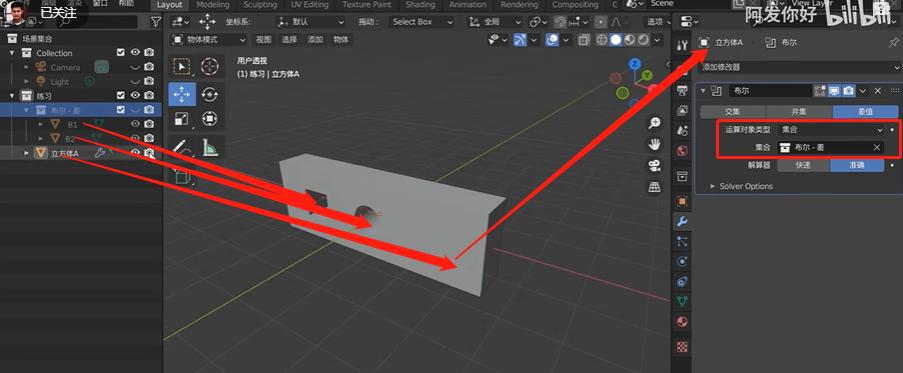 已关注
窗口
帮助
Layout
Modeling
Sculpting
UV Editing
Texture Paint
Shading
Animation
Rendering
Compositing
Scene
View Layer
阿发你好
bilibili
坐标系:
默认
拖动:
Select Box
全局
选项
场景集合
物体模式
视图
选择
添加
物体
立方体A
布尔
Collection
用户透视
添加修改器
Camera
(1) 练习 | 立方体A
Light
布尔
练习
布尔 - 差
交集
并集
差值
B1
运算对象类型
集合
B2
集合
布尔 - 差
立方体A
解算器
快速
准确
Solver Options
Z
Y